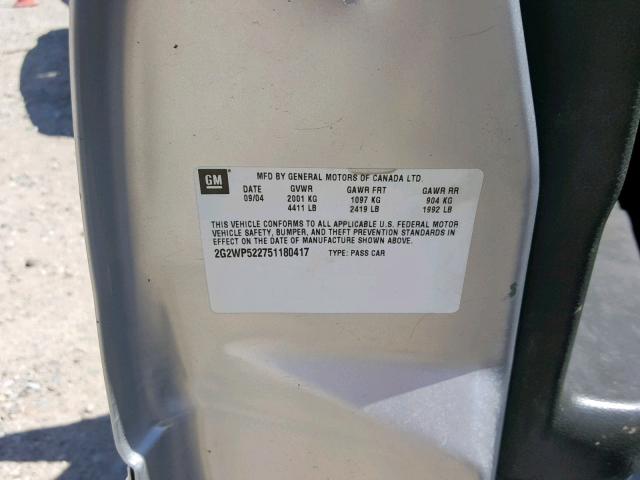 GM MFD BY GENERAL MOTORS OF CANADA LTD.
DATE GVWR GAWR FRT GAWR RR
09/04 2001 KG 1097 KG 904 KG
4411 LB 2419 LB 1992 LB
THIS VEHICLE CONFORMS TO ALL APPLICABLE U.S. FEDERAL MOTOR
VEHICLE SAFETY, BUMPER, AND THEFT PREVENTION STANDARDS IN
EFFECT ON THE DATE OF MANUFACTURE SHOWN ABOVE.
2G2WP522751180417 TYPE: PASS CAR